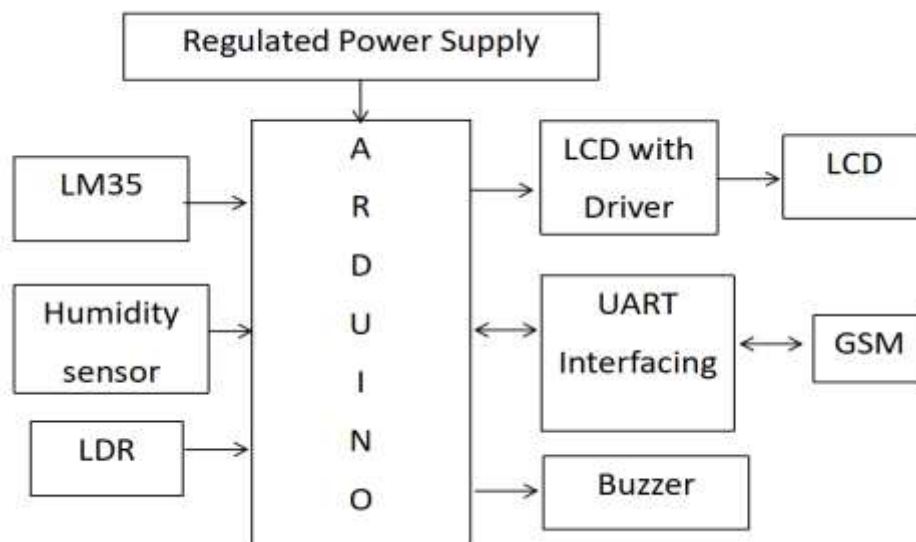 Regulated Power Supply
A
R
D
U
I
N
O
LM35
Humidity
sensor
LDR
LCD with
Driver
LCD
UART
Interfacing
GSM
Buzzer